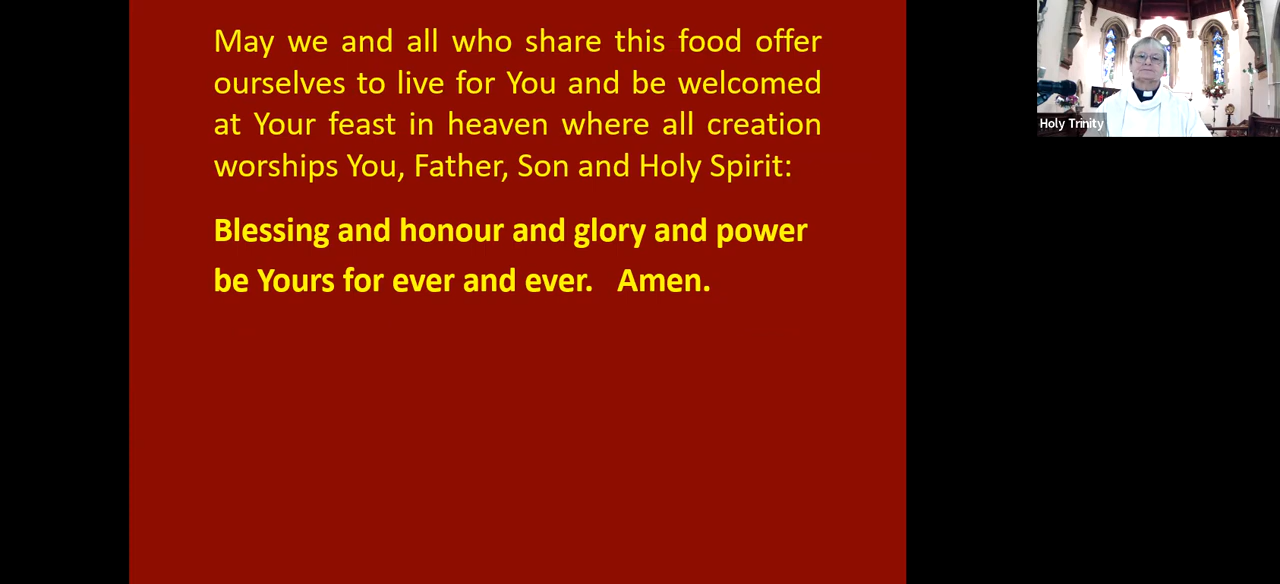 May we and all who share this food offer
ourselves to live for You and be welcomed
at Your feast in heaven where all creation
worships You, Father, Son and Holy Spirit:
Blessing and honour and glory and power
be Yours for ever and ever. Amen.
Holy Trinity